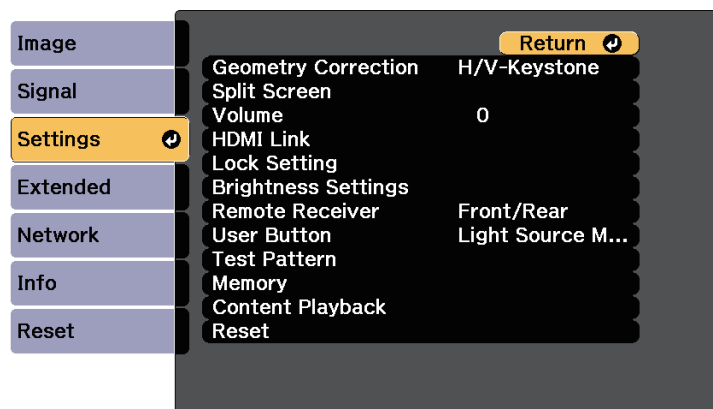 Image
Signal
Settings
Extended
Network
Info
Reset
Return
Geometry Correction H/V-Keystone
Split Screen
Volume 0
HDMI Link
Lock Setting
Brightness Settings
Remote Receiver Front/Rear
User Button Light Source M...
Test Pattern
Memory
Content Playback
Reset